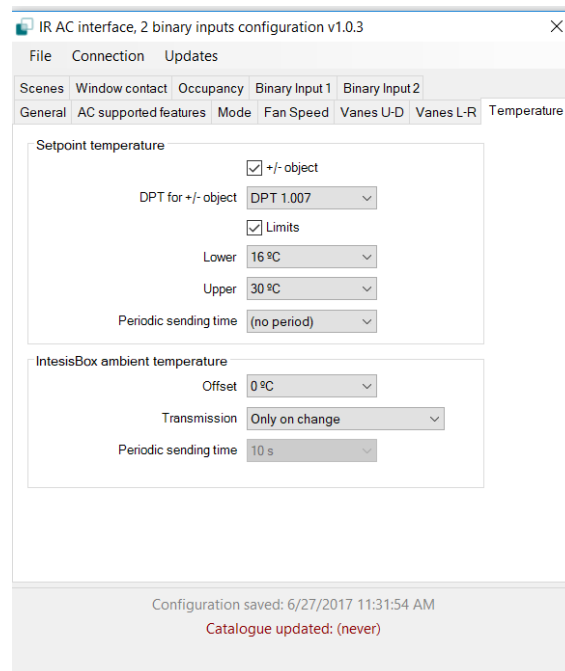 IR AC interface, 2 binary inputs configuration v1.0.3
File Connection Updates
Scenes Window contact Occupancy Binary Input 1 Binary Input 2
General AC supported features Mode Fan Speed Vanes U-D Vanes L-R Temperature
Setpoint temperature
+/- object
DPT for +/- object DPT 1.007
Limits
Lower 16 ºC
Upper 30 ºC
Periodic sending time (no period)
IntesisBox ambient temperature
Offset 0 ºC
Transmission Only on change
Periodic sending time 10 s
Configuration saved: 6/27/2017 11:31:54 AM
Catalogue updated: (never)